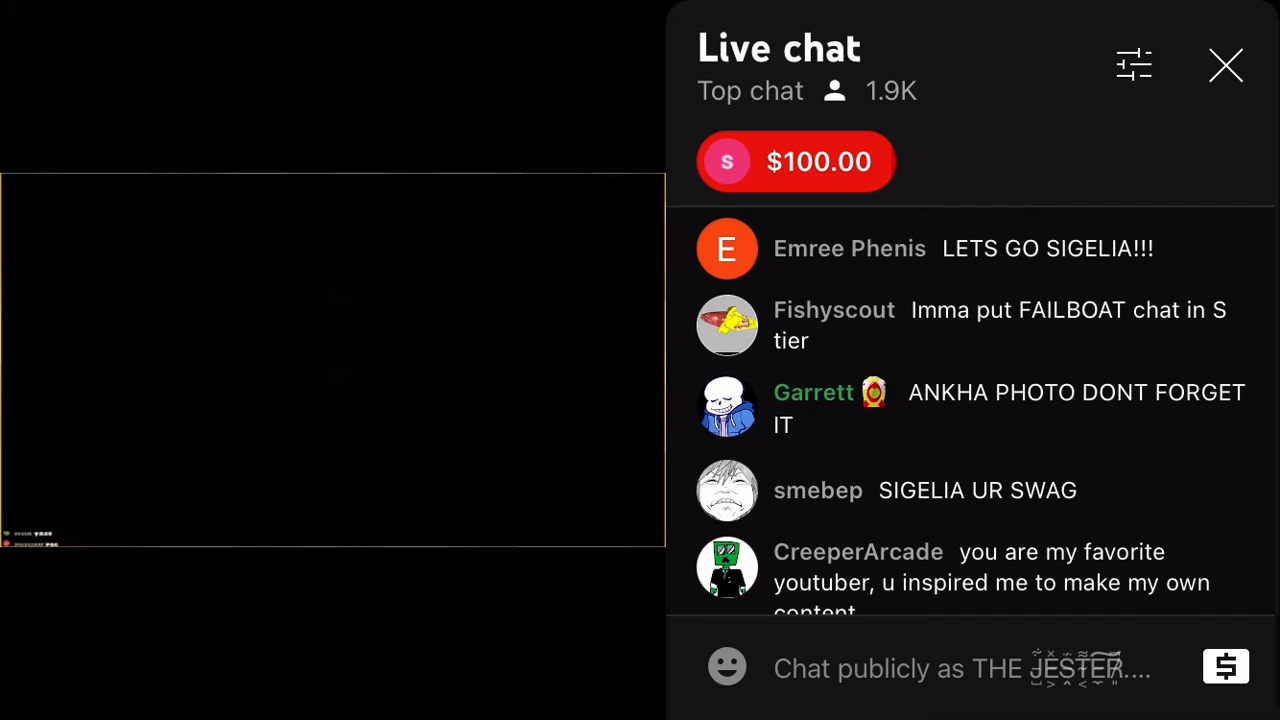 Live chat
Top chat 1.9K
S $100.00
E Emree Phenis LETS GO SIGELIA!!!
Fishyscout Imma put FAILBOAT chat in S
tier
Garrett ANKHA PHOTO DONT FORGET
IT
smebep SIGELIA UR SWAG
CreeperArcade you are my favorite
youtuber, u inspired me to make my own
content
Chat publicly as THE JESTER....